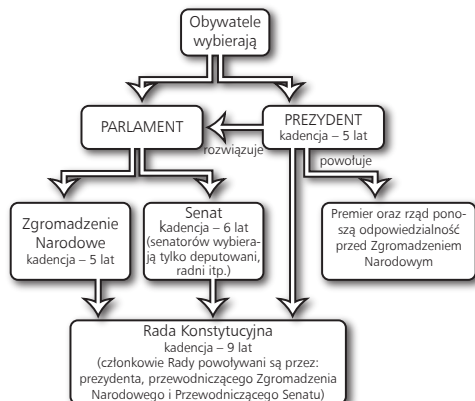 Obywatele
wybierają
PARLAMENT
PREZYDENT
kadencja – 5 lat
rozwiązuje
powołuje
Zgromadzenie
Narodowe
kadencja – 5 lat
Senat
kadencja – 6 lat
(senatorów wybiera-
ją tylko deputowani,
radni itp.)
Premier oraz rząd pono-
szą odpowiedzialność
przed Zgromadzeniem
Narodowym
Rada Konstytucyjna
kadencja – 9 lat
(członkowie Rady powoływani są przez:
prezydenta, przewodniczącego Zgromadzenia
Narodowego i Przewodniczącego Senatu)